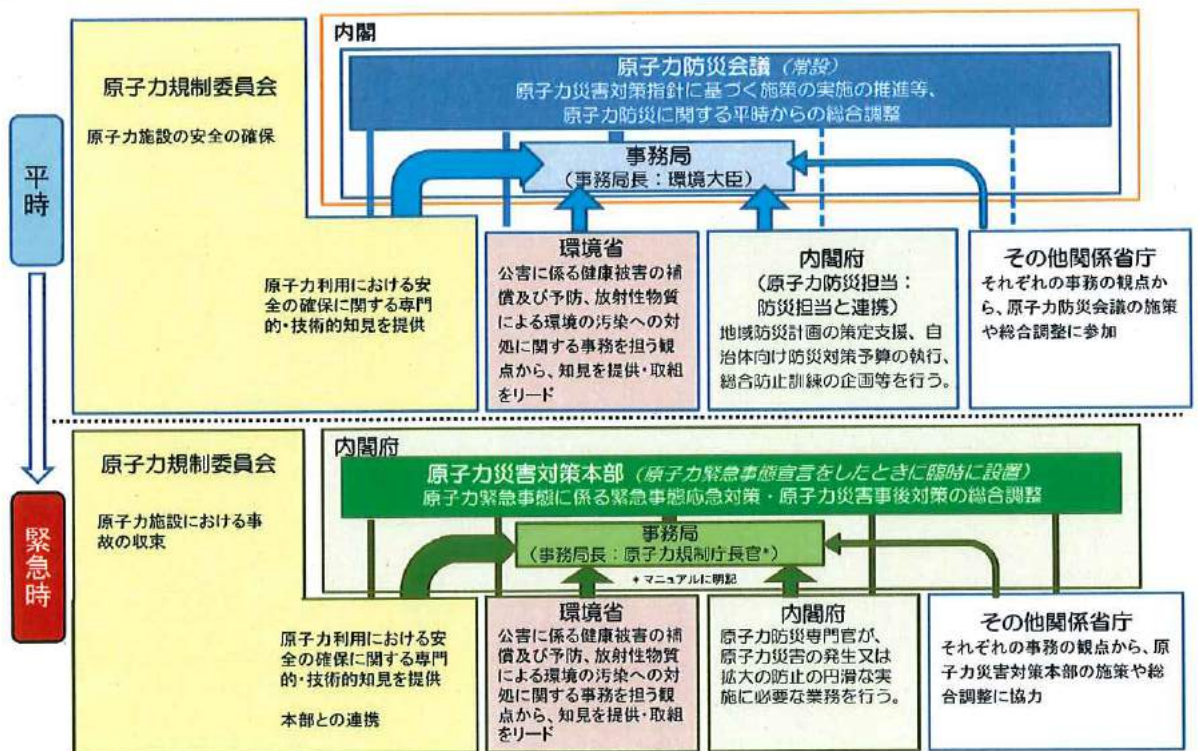 平時
原子力規制委員会
原子力施設の安全の確保
原子力利用における安
全の確保に関する専門
的・技術的知見を提供
内閣
原子力防災会議 (常設)
原子力災害対策指針に基づく施策の実施の推進等、
原子力防災に関する平時からの総合調整
事務局
(事務局長:環境大臣)
環境省
公害に係る健康被害の補
償及び予防、放射性物質
による環境の汚染への対
処に関する事務を担う観
点から、知見を提供・取組
をリード
内閣府
(原子力防災担当:
防災担当と連携)
地域防災計画の策定支援、自
治体向け防災対策予算の執行、
総合防止訓練の企画等を行う。
その他関係省庁
それぞれの事務の観点か
ら、原子力防災会議の施策
や総合調整に参加
緊急時
原子力規制委員会
原子力施設における事
故の収束
原子力利用における安
全の確保に関する専門
的・技術的知見を提供
本部との連携
内閣府
原子力災害対策本部 (原子力緊急事態宣言をしたときに臨時に設置)
原子力緊急事態に係る緊急事態応急対策・原子力災害事後対策の総合調整
事務局
(事務局長:原子力規制庁長官*)
* マニュアルに明記
環境省
公害に係る健康被害の補
償及び予防、放射性物質
による環境の汚染への対
処に関する事務を担う観
点から、知見を提供・取組
をリード
内閣府
原子力防災専門官が、
原子力災害の発生又は
拡大の防止の円滑な実
施に必要な業務を行う。
その他関係省庁
それぞれの事務の観点から、原
子力災害対策本部の施策や総
合調整に協力